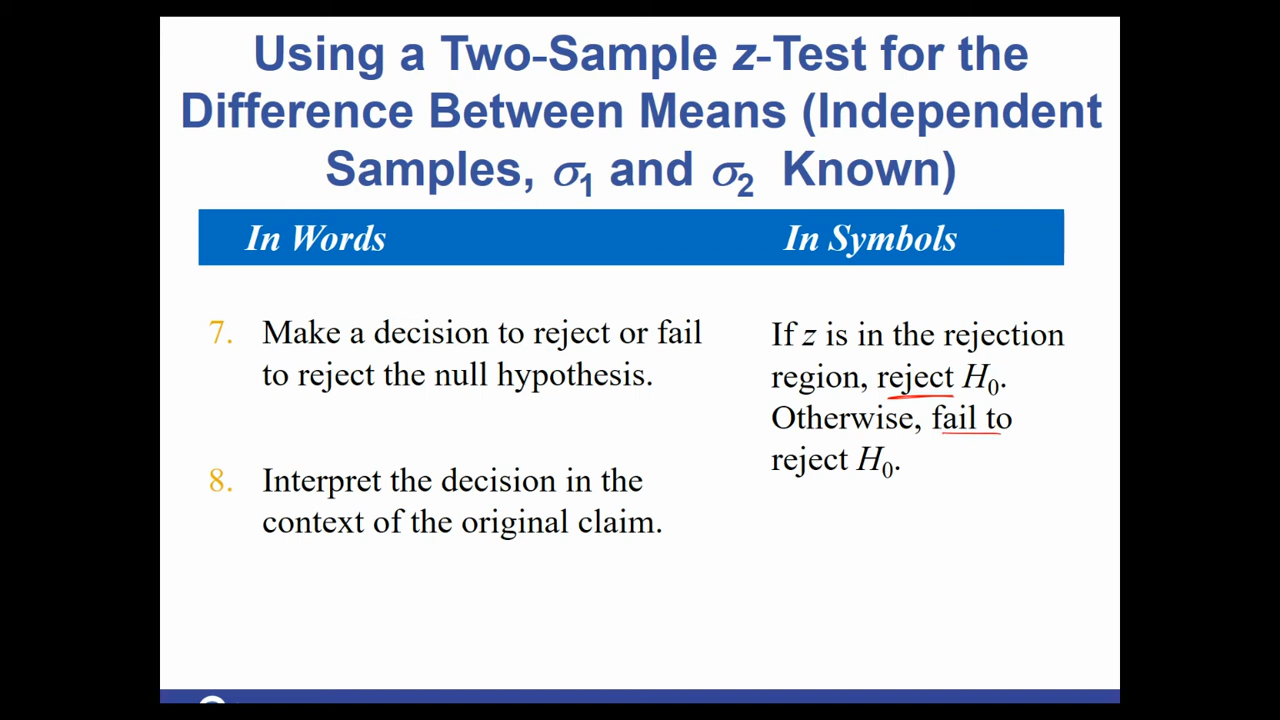 Using a Two-Sample z-Test for the
Difference Between Means (Independent
Samples, σ1 and σ2 Known)
In Words In Symbols
7. Make a decision to reject or fail
to reject the null hypothesis.
If z is in the rejection
region, reject H0.
Otherwise, fail to
reject H0.
8. Interpret the decision in the
context of the original claim.